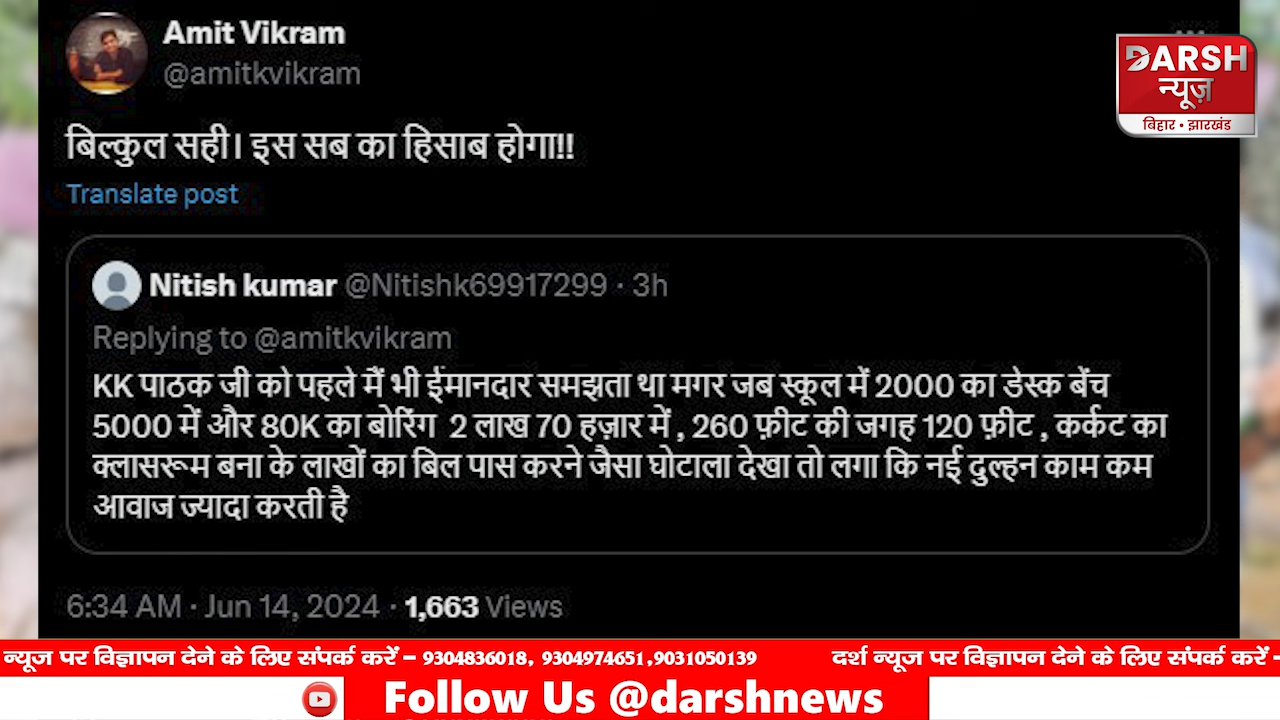 Amit Vikram
@amitkvikram
DARSH
न्यूज़
बिहार • झारखंड
बिल्कुल सही। इस सब का हिसाब होगा!!
Translate post
Nitish kumar @Nitishk69917299 · 3h
Replying to @amitkvikram
KK पाठक जी को पहले मैं भी ईमानदार समझता था मगर जब स्कूल में 2000 का डेस्क बेंच
5000 में और 80K का बोरिंग 2 लाख 70 हज़ार में , 260 फ़ीट की जगह 120 फ़ीट , कर्कट का
क्लासरूम बना के लाखों का बिल पास करने जैसा घोटाला देखा तो लगा कि नई दुल्हन काम कम
आवाज ज्यादा करती है
6:34 AM · Jun 14, 2024 · 1,663 Views
न्यूज पर विज्ञापन देने के लिए संपर्क करें – 9304836018, 9304974651,9031050139 दर्श न्यूज पर विज्ञापन देने के लिए संपर्क करें -
Follow Us @darshnews